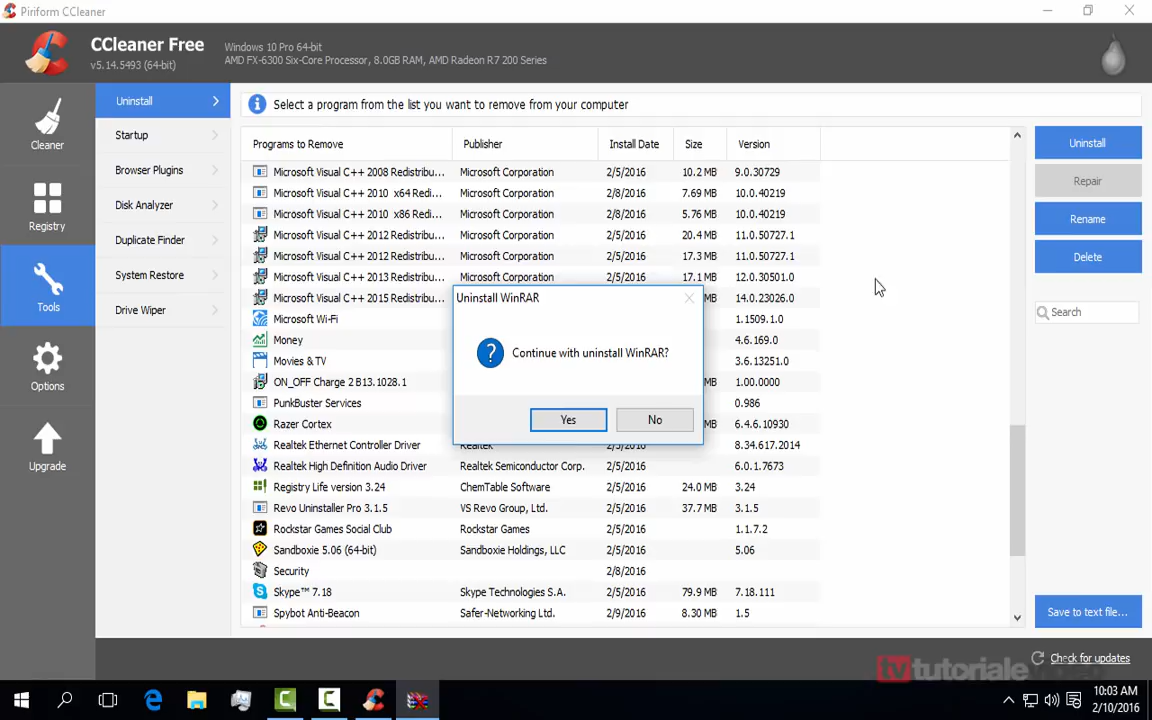 Piriform CCleaner
CCleaner Free
v5.14.5493 (64-bit)
Windows 10 Pro 64-bit
AMD FX-6300 Six-Core Processor, 8.0GB RAM, AMD Radeon R7 200 Series
Cleaner
Registry
Tools
Options
Upgrade
Uninstall
Startup
Browser Plugins
Disk Analyzer
Duplicate Finder
System Restore
Drive Wiper
Select a program from the list you want to remove from your computer
Programs to Remove Publisher Install Date Size Version
Microsoft Visual C++ 2008 Redistribu... Microsoft Corporation 2/5/2016 10.2 MB 9.0.30729
Microsoft Visual C++ 2010 x64 Redi... Microsoft Corporation 2/8/2016 7.69 MB 10.0.40219
Microsoft Visual C++ 2010 x86 Redi... Microsoft Corporation 2/8/2016 5.76 MB 10.0.40219
Microsoft Visual C++ 2012 Redistribu... Microsoft Corporation 2/5/2016 20.4 MB 11.0.50727.1
Microsoft Visual C++ 2012 Redistribu... Microsoft Corporation 2/5/2016 17.3 MB 11.0.50727.1
Microsoft Visual C++ 2013 Redistribu... Microsoft Corporation 2/5/2016 17.1 MB 12.0.30501.0
Microsoft Visual C++ 2015 Redistribu... 14.0.23026.0
Microsoft Wi-Fi 1.1509.1.0
Money 4.6.169.0
Movies & TV 3.6.13251.0
ON_OFF Charge 2 B13.1028.1 MB 1.00.0000
PunkBuster Services 0.986
Razer Cortex MB 6.4.6.10930
Realtek Ethernet Controller Driver Realtek 2/5/2016 8.34.617.2014
Realtek High Definition Audio Driver Realtek Semiconductor Corp. 2/5/2016 6.0.1.7673
Registry Life version 3.24 ChemTable Software 2/5/2016 24.0 MB 3.24
Revo Uninstaller Pro 3.1.5 VS Revo Group, Ltd. 2/5/2016 37.7 MB 3.1.5
Rockstar Games Social Club Rockstar Games 2/5/2016 1.1.7.2
Sandboxie 5.06 (64-bit) Sandboxie Holdings, LLC 2/5/2016 5.06
Security 2/8/2016
Skype™ 7.18 Skype Technologies S.A. 2/5/2016 79.9 MB 7.18.111
Spybot Anti-Beacon Safer-Networking Ltd. 2/9/2016 8.30 MB 1.5
Uninstall WinRAR
Continue with uninstall WinRAR?
Yes No
Uninstall
Repair
Rename
Delete
Search
Save to text file...
Check for updates
tvtutoriale
10:03 AM
2/10/2016